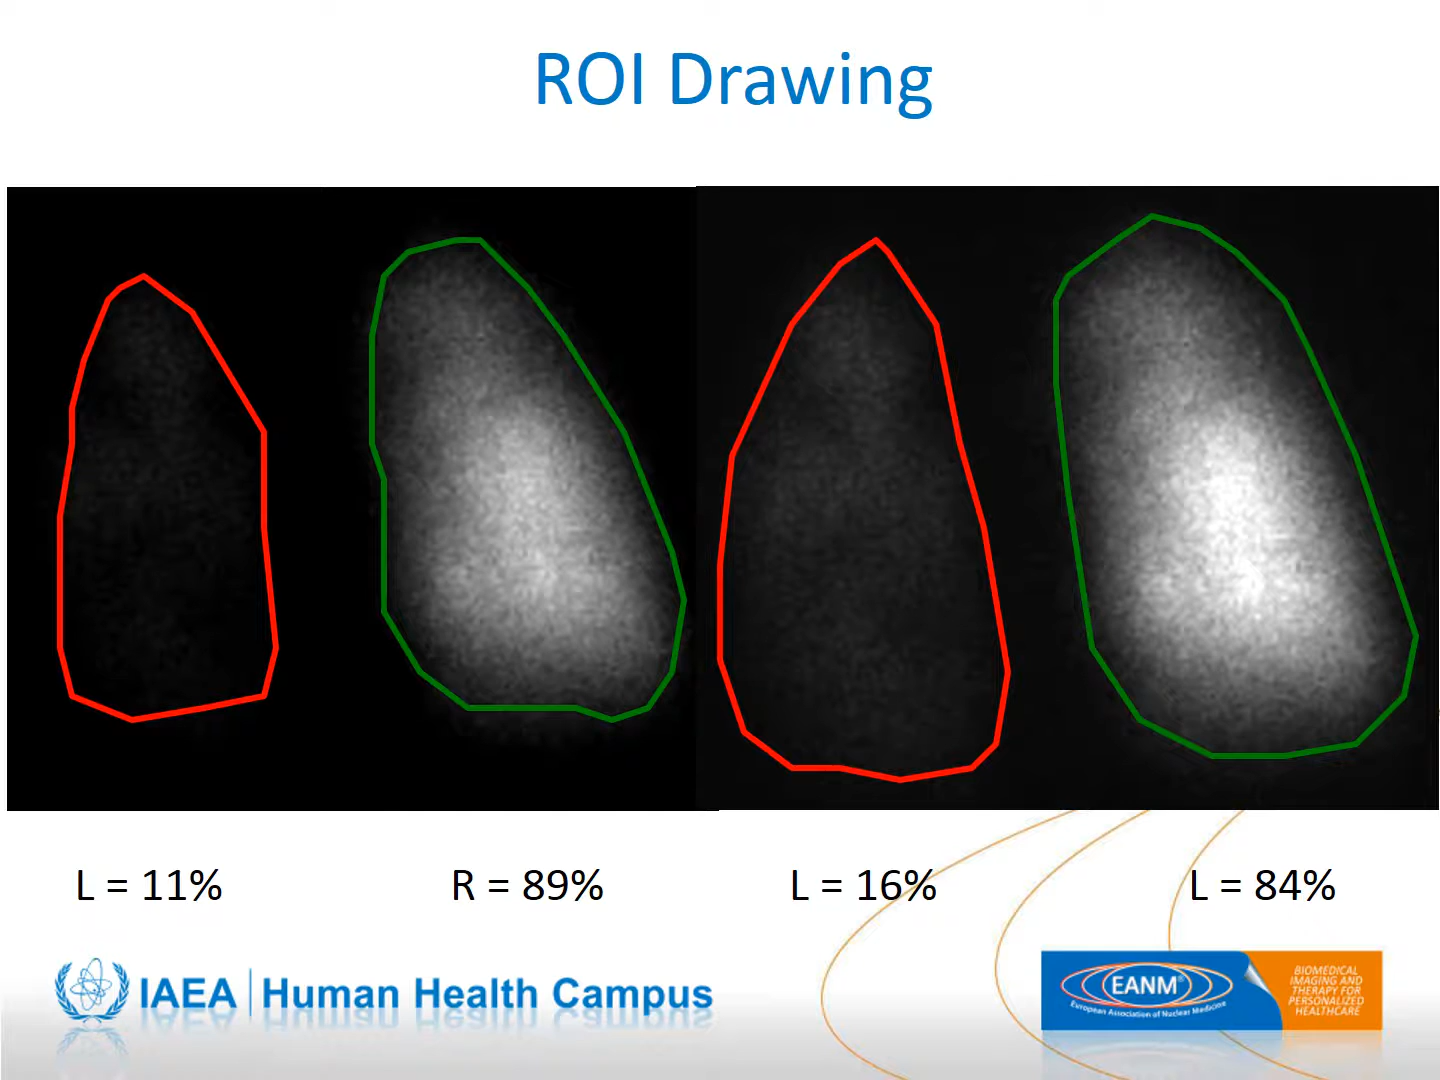 ROI Drawing
L = 11%
R = 89%
L = 16%
L = 84%
IAEA | Human Health Campus
EANM®
European Association of Nuclear Medicine
BIOMEDICAL
IMAGING AND
THERAPY FOR
PERSONALIZED
HEALTHCARE